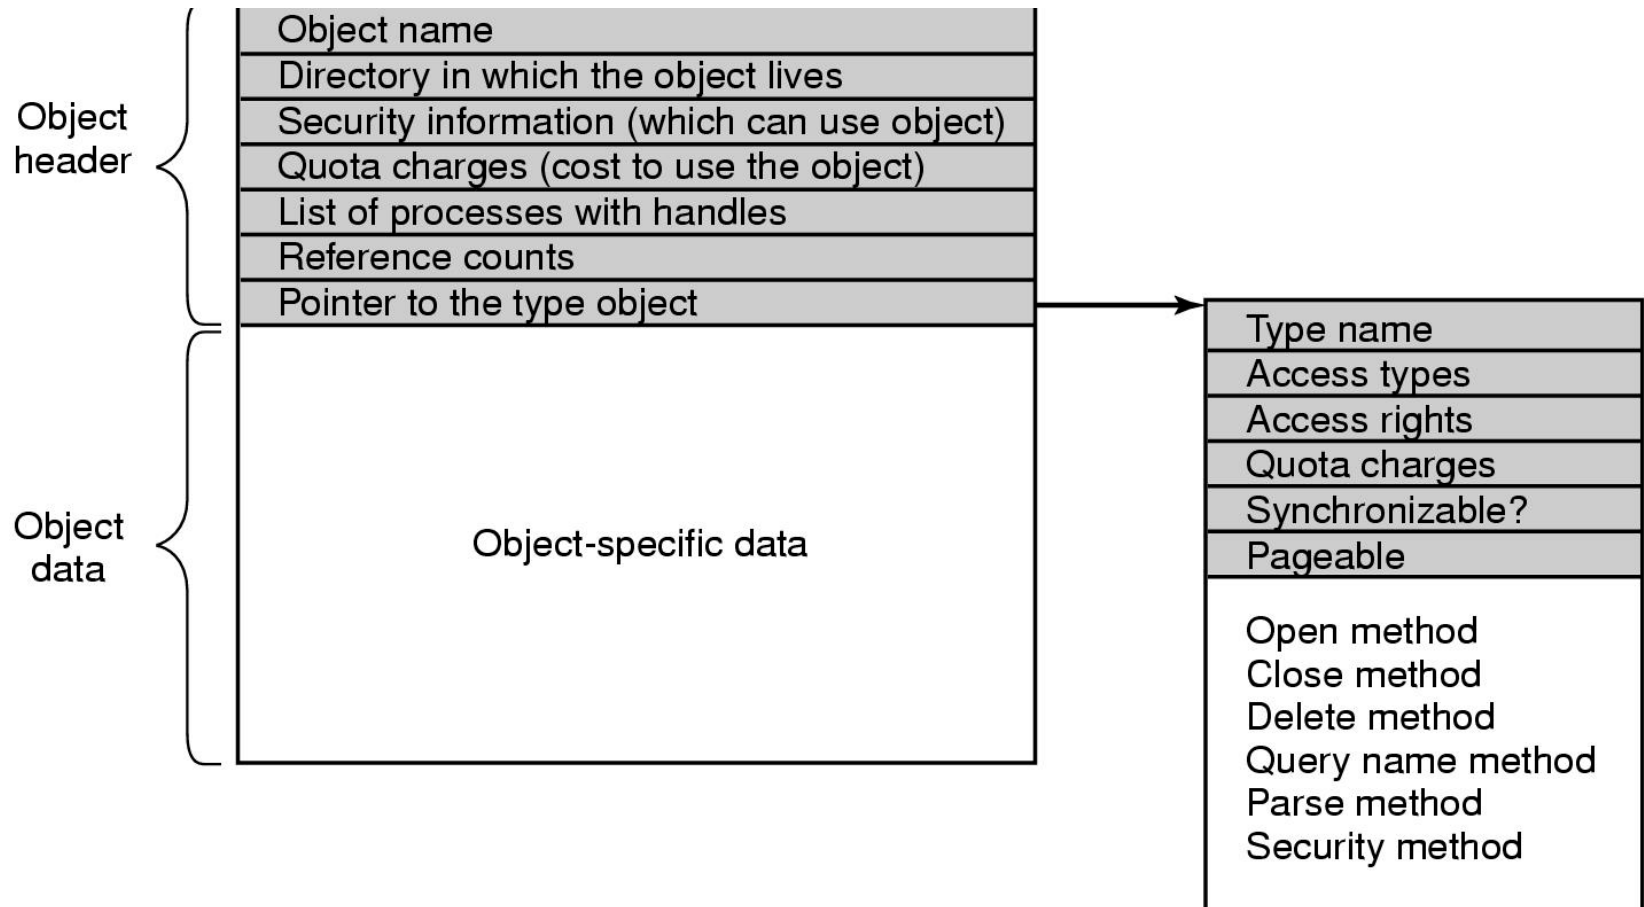 Object name
Directory in which the object lives
Security information (which can use object)
Quota charges (cost to use the object)
List of processes with handles
Reference counts
Pointer to the type object
Object
header
Object-specific data
Object
data
Type name
Access types
Access rights
Quota charges
Synchronizable?
Pageable
Open method
Close method
Delete method
Query name method
Parse method
Security method